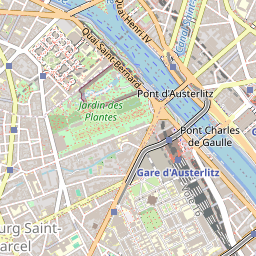 Quai Henri IV
Quai Saint-Bernard
Pont d'Austerlitz
Jardin des
Plantes
Pont Charles
de Gaulle
Gare d'Austerlitz
urg Saint-
arcel